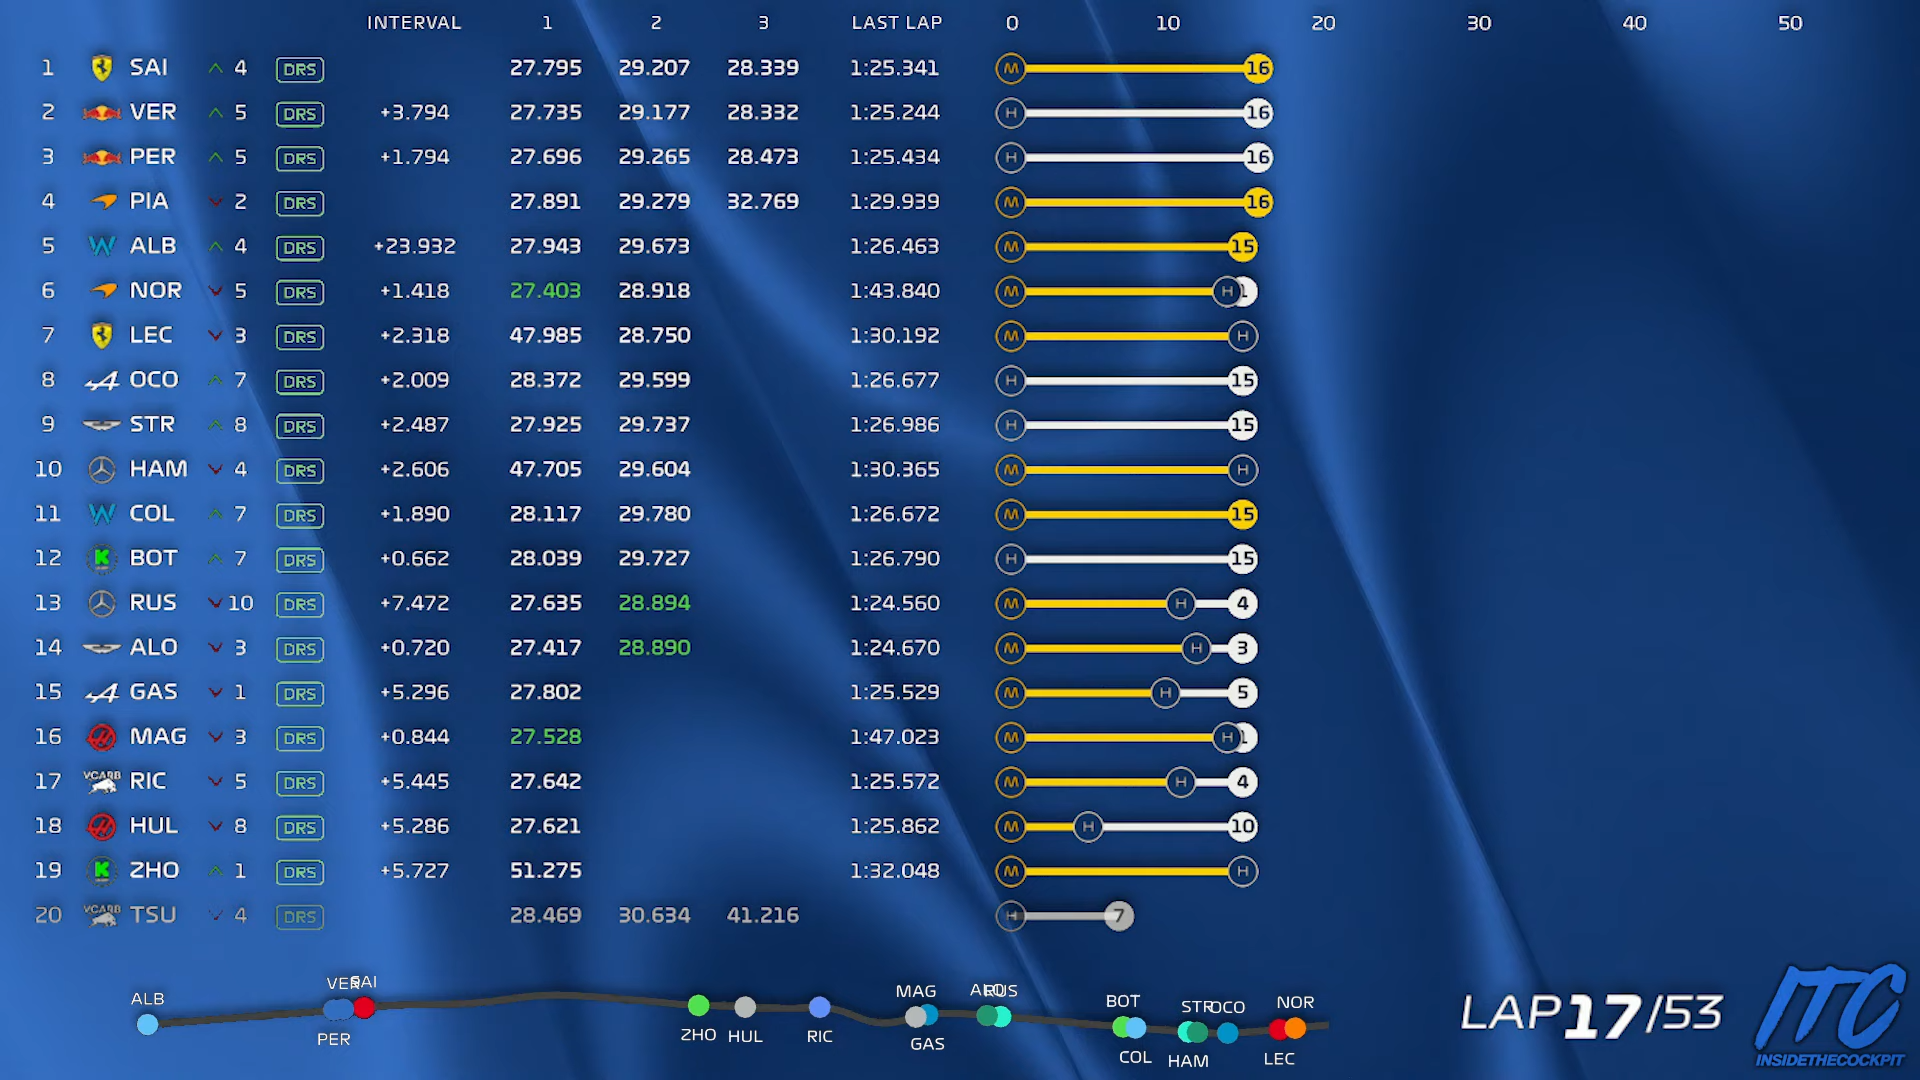 INTERVAL 1 2 3 LAST LAP 0 10 20 30 40 50
1 SAI 4 DRS 27.795 29.207 28.339 1:25.341 M 16
2 VER 5 DRS +3.794 27.735 29.177 28.332 1:25.244 H 16
3 PER 5 DRS +1.794 27.696 29.265 28.473 1:25.434 H 16
4 PIA 2 DRS 27.891 29.279 32.769 1:29.939 M 16
5 ALB 4 DRS +23.932 27.943 29.673 1:26.463 M 15
6 NOR 5 DRS +1.418 27.403 28.918 1:43.840 M H 1
7 LEC 3 DRS +2.318 47.985 28.750 1:30.192 M H
8 OCO 7 DRS +2.009 28.372 29.599 1:26.677 H 15
9 STR 8 DRS +2.487 27.925 29.737 1:26.986 H 15
10 HAM 4 DRS +2.606 47.705 29.604 1:30.365 M H
11 COL 7 DRS +1.890 28.117 29.780 1:26.672 M 15
12 BOT 7 DRS +0.662 28.039 29.727 1:26.790 H 15
13 RUS 10 DRS +7.472 27.635 28.894 1:24.560 M H 4
14 ALO 3 DRS +0.720 27.417 28.890 1:24.670 M H 3
15 GAS 1 DRS +5.296 27.802 1:25.529 M H 5
16 MAG 3 DRS +0.844 27.528 1:47.023 M H 1
17 VCARB RIC 5 DRS +5.445 27.642 1:25.572 M H 4
18 HUL 8 DRS +5.286 27.621 1:25.862 M H 10
19 ZHO 1 DRS +5.727 51.275 1:32.048 M H
20 VCARB TSU 4 DRS 28.469 30.634 41.216 H 7
ALB VER SAI MAG ALO RUS BOT STR OCO NOR
PER ZHO HUL RIC GAS COL HAM LEC
LAP 17/53
ITC
INSIDETHECOCKPIT